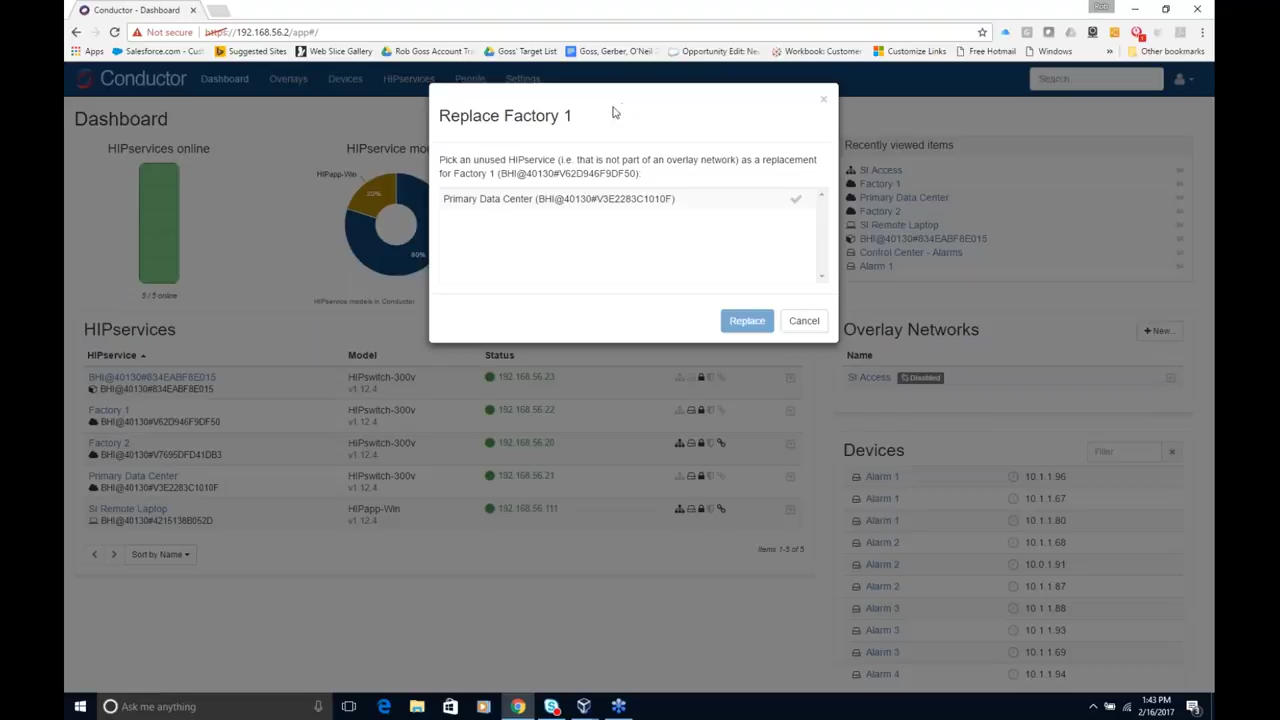 Conductor - Dashboard
Rob
Not secure
https://192.168.56.2/app#/
Apps
Salesforce.com - Cust
Suggested Sites
Web Slice Gallery
Rob Goss Account Tra
Goss' Target List
Goss, Gerber, O'Neil
Opportunity Edit: Nev
Workbook: Customer
Customize Links
Free Hotmail
Windows
»
Other bookmarks
Conductor
Dashboard
Overlays
Devices
HIPservices
People
Settings
Search...
Dashboard
HIPservices online
5 / 5 online
HIPservice mo
HIPapp-Win
20%
80%
HIPservice models in Conductor
Replace Factory 1
×
Pick an unused HIPservice (i.e. that is not part of an overlay network) as a replacement
for Factory 1 (BHI@40130#V62D946F9DF50):
Primary Data Center (BHI@40130#V3E2283C1010F)
Replace
Cancel
Recently viewed items
SI Access
Factory 1
Primary Data Center
Factory 2
SI Remote Laptop
BHI@40130#834EABF8E015
Control Center - Alarms
Alarm 1
HIPservices
HIPservice
Model
Status
BHI@40130#834EABF8E015
BHI@40130#834EABF8E015
HIPswitch-300v
v1.12.4
192.168.56.23
Factory 1
BHI@40130#V62D946F9DF50
HIPswitch-300v
v1.12.4
192.168.56.22
Factory 2
BHI@40130#V7695DFD41DB3
HIPswitch-300v
v1.12.4
192.168.56.20
Primary Data Center
BHI@40130#V3E2283C1010F
HIPswitch-300v
v1.12.4
192.168.56.21
SI Remote Laptop
BHI@40130#4215138B052D
HIPapp-Win
v1.12.4
192.168.56.111
Sort by Name
Items 1-5 of 5
Overlay Networks
+ New...
Name
SI Access
Disabled
Devices
Filter
Alarm 1 10.1.1.96
Alarm 1 10.1.1.67
Alarm 1 10.1.1.80
Alarm 2 10.1.1.68
Alarm 2 10.0.1.91
Alarm 2 10.1.1.87
Alarm 3 10.1.1.88
Alarm 3 10.1.1.93
Alarm 3 10.1.1.69
Alarm 4 10.1.1.94
Ask me anything
1:43 PM
2/16/2017
3